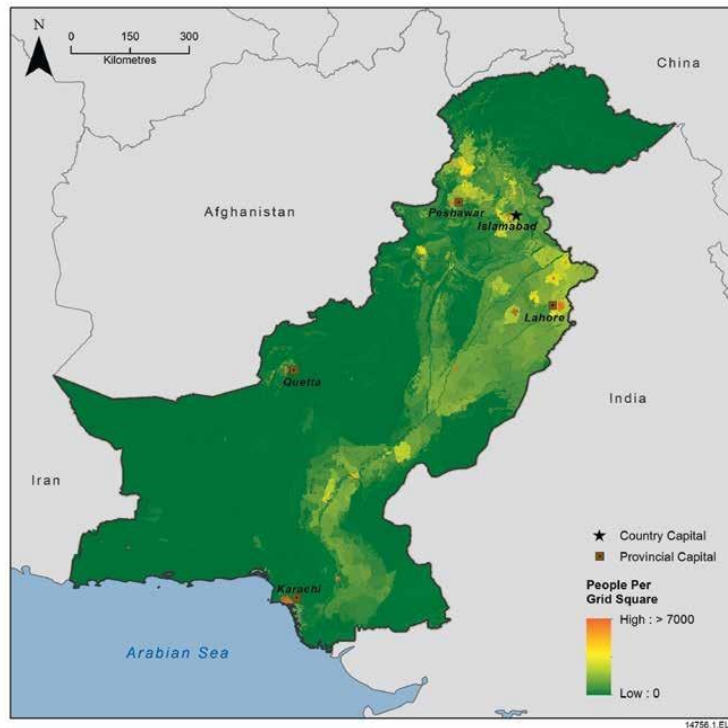 N
0 150 300
Kilometres
China
Afghanistan
Peshawar
Islamabad
Lahore
Quetta
India
Iran
Country Capital
Provincial Capital
People Per
Grid Square
High : > 7000
Low : 0
Karachi
Arabian Sea